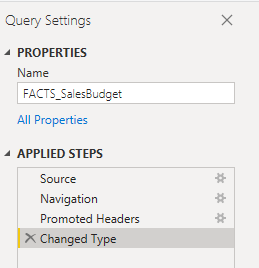 Query Settings
PROPERTIES
Name
FACTS_SalesBudget
All Properties
APPLIED STEPS
Source
Navigation
Promoted Headers
Changed Type